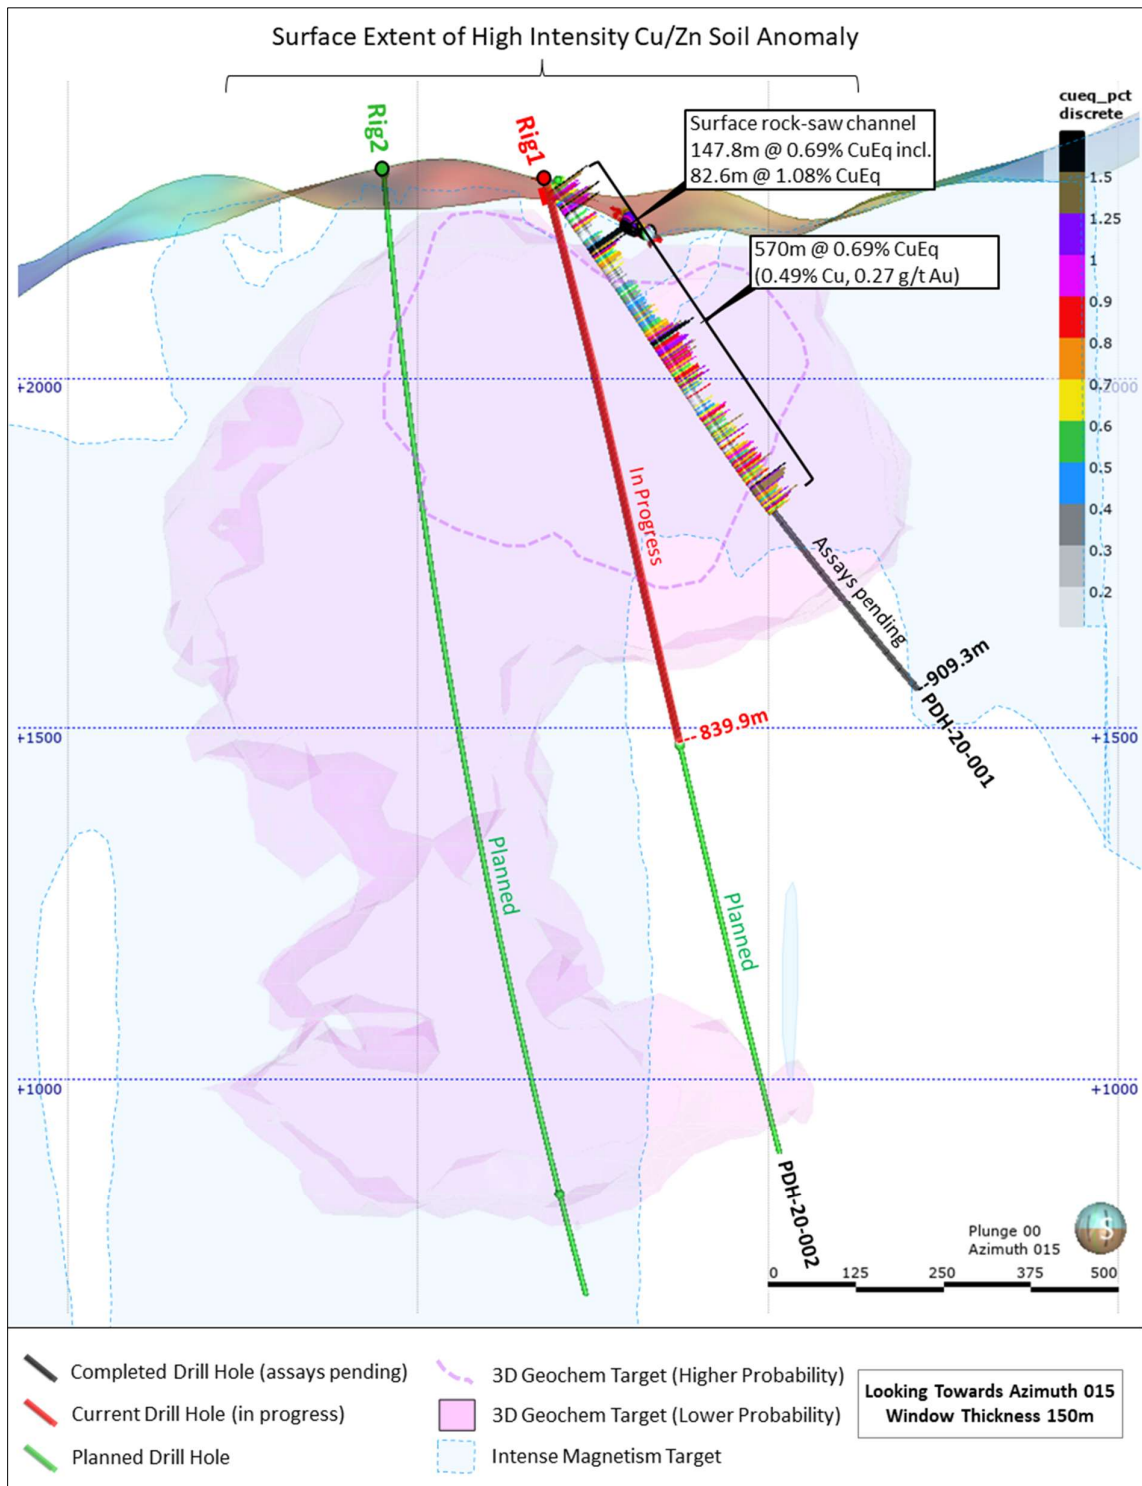 Surface Extent of High Intensity Cu/Zn Soil Anomaly
cueq_pct
discrete
Rig2
Rig1
Surface rock-saw channel
147.8m @ 0.69% CuEq incl.
82.6m @ 1.08% CuEq
570m @ 0.69% CuEq
(0.49% Cu, 0.27 g/t Au)
1.5
1.25
1
0.9
0.8
0.7
0.6
0.5
0.4
0.3
0.2
+2000
+2000
In Progress
Assays pending
-909.3m
PDH-20-001
839.9m
+1500
+1500
Planned
Planned
+1000
+1000
PDH-20-002
Plunge 00
Azimuth 015
S
0 125 250 375 500
Completed Drill Hole (assays pending)
Current Drill Hole (in progress)
Planned Drill Hole
3D Geochem Target (Higher Probability)
3D Geochem Target (Lower Probability)
Intense Magnetism Target
Looking Towards Azimuth 015
Window Thickness 150m